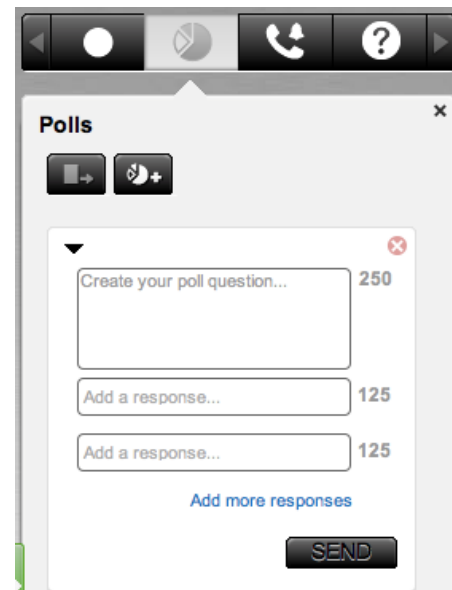 Polls
Create your poll question...
250
Add a response...
125
Add a response...
125
Add more responses
SEND